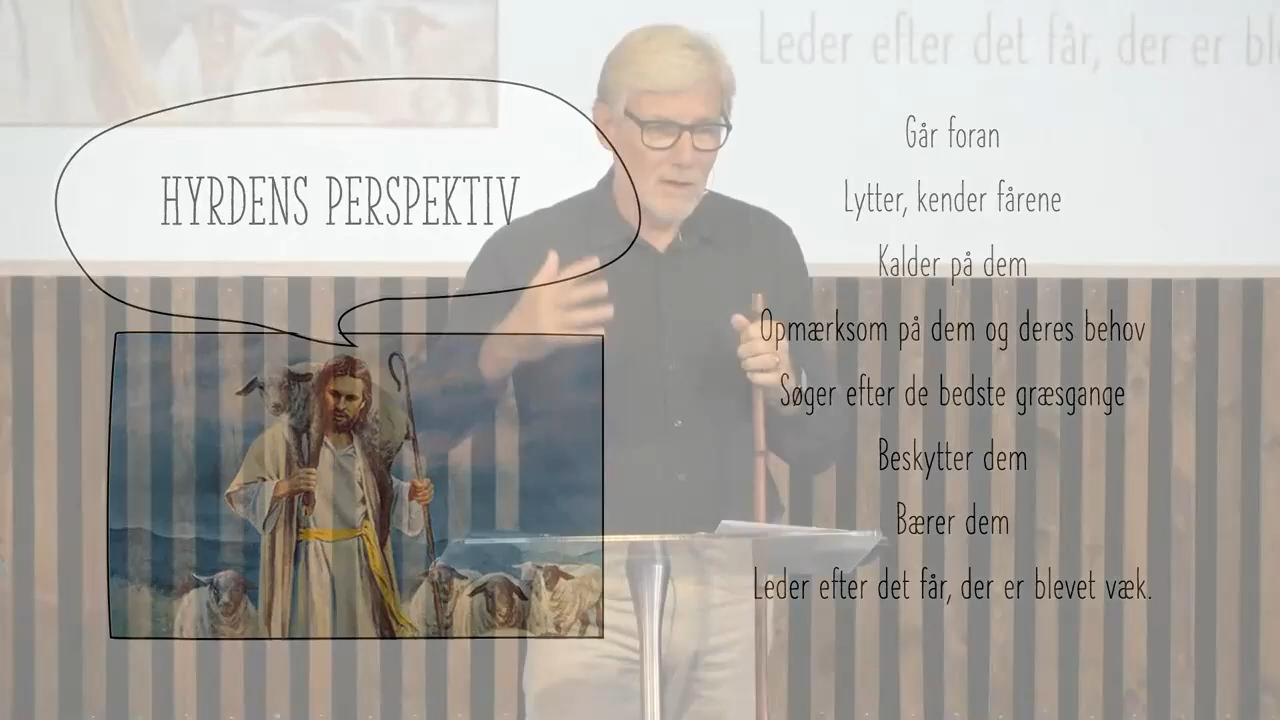 Leder efter det får, der er bl
HYRDENS PERSPEKTIV
Går foran
Lytter, kender fårene
Kalder på dem
Opmærksom på dem og deres behov
Søger efter de bedste græsgange
Beskytter dem
Bærer dem
Leder efter det får, der er blevet væk.